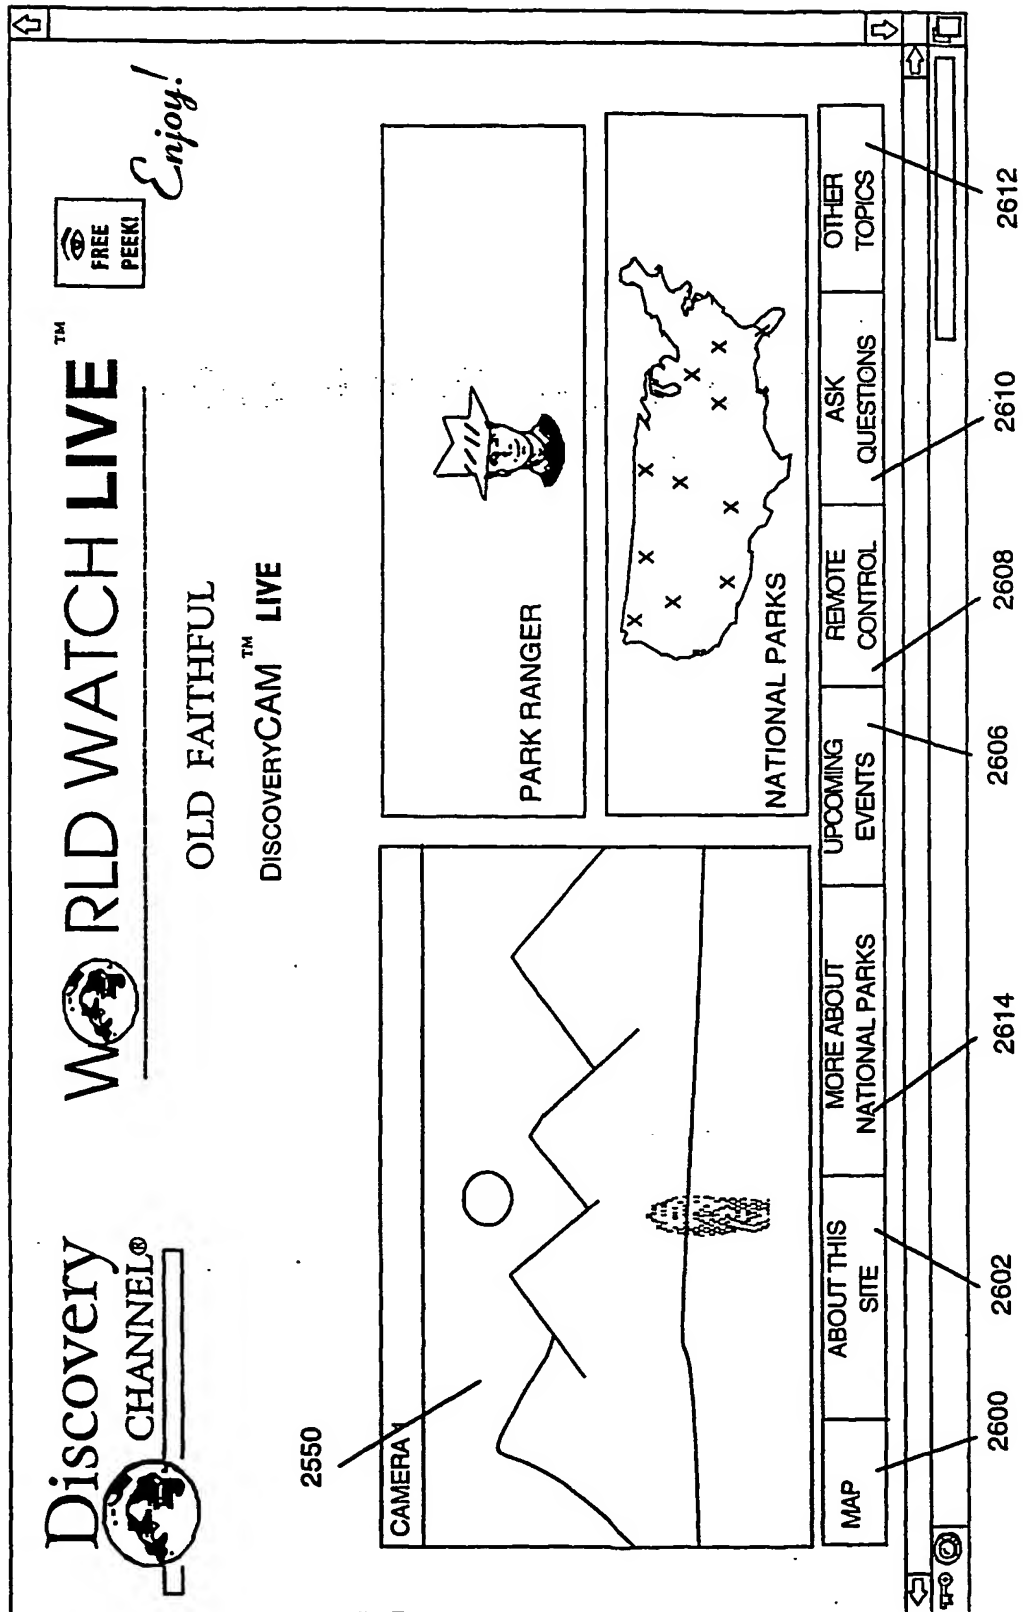 Discovery
CHANNEL®
W RLD WATCH LIVE™
FREE
PEEK!
Enjoy!
OLD FAITHFUL
DISCOVERYCAM™ LIVE
2550
CAMERA 1
PARK RANGER
NATIONAL PARKS
X X X X X X X X X X X
MAP
ABOUT THIS
SITE
MORE ABOUT
NATIONAL PARKS
UPCOMING
EVENTS
REMOTE
CONTROL
ASK
QUESTIONS
OTHER
TOPICS
2600
2602
2614
2606
2608
2610
2612